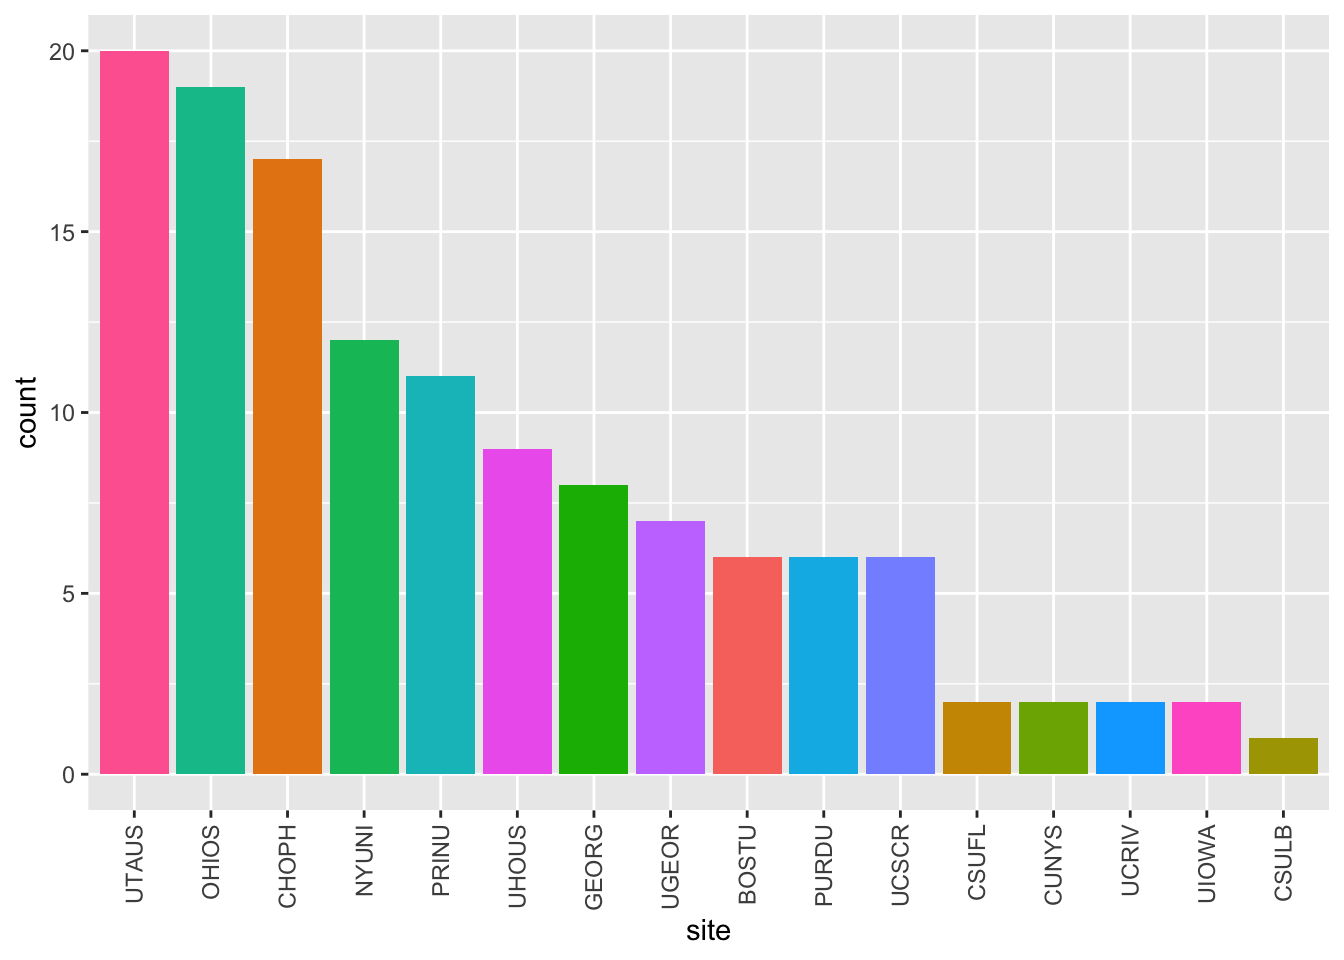 20
15
10
5
0
count
UTAUS
OHIOS
CHOPH
NYUNI
PRINU
UHOUS
GEORG
UGEOR
BOSTU
PURDU
UCSCR
CSUFL
CUNYS
UCRIV
UIOWA
CSULB
site